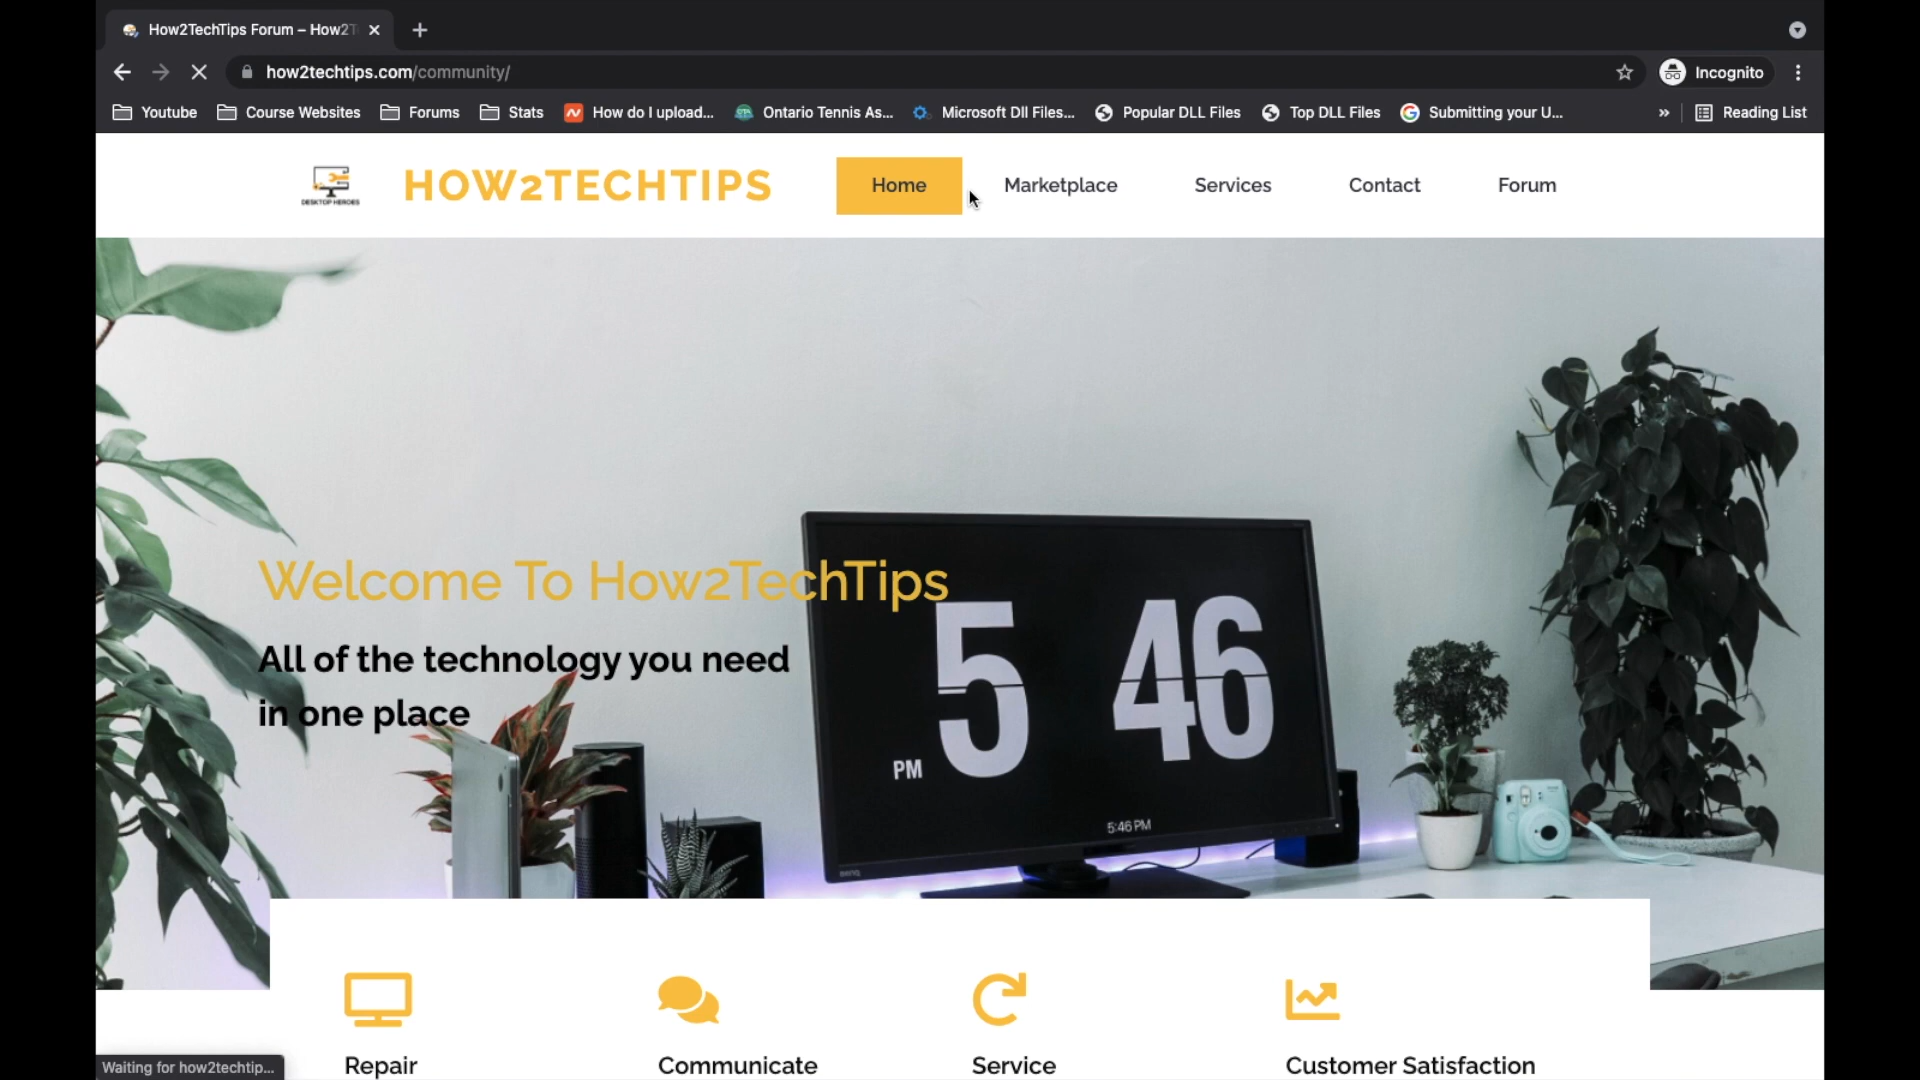 How2TechTips Forum – How2T
how2techtips.com/community/
Incognito
Youtube
Course Websites
Forums
Stats
How do I upload...
Ontario Tennis As...
Microsoft Dll Files...
Popular DLL Files
Top DLL Files
Submitting your U...
»
Reading List
DESKTOP HEROES
HOW2TECHTIPS
Home
Marketplace
Services
Contact
Forum
Welcome To How2TechTips
All of the technology you need
in one place
5 46
PM
5:46 PM
BenQ
Repair
Communicate
Service
Customer Satisfaction
Waiting for how2techtip...